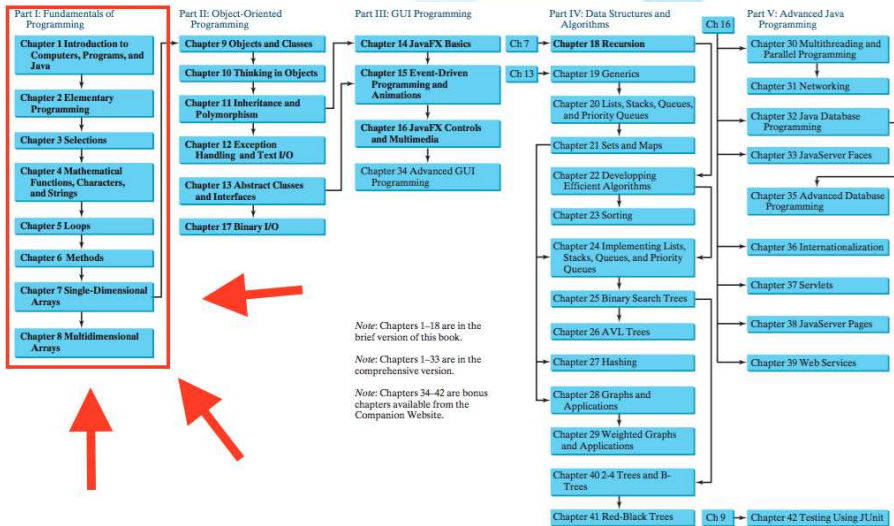 Part I: Fundamentals of
Programming
Chapter 1 Introduction to
Computers, Programs, and
Java
Chapter 2 Elementary
Programming
Chapter 3 Selections
Chapter 4 Mathematical
Functions, Characters,
and Strings
Chapter 5 Loops
Chapter 6 Methods
Chapter 7 Single-Dimensional
Arrays
Chapter 8 Multidimensional
Arrays
Part II: Object-Oriented
Programming
Chapter 9 Objects and Classes
Chapter 10 Thinking in Objects
Chapter 11 Inheritance and
Polymorphism
Chapter 12 Exception
Handling and Text I/O
Chapter 13 Abstract Classes
and Interfaces
Chapter 17 Binary I/O
Part III: GUI Programming
Chapter 14 JavaFX Basics
Chapter 15 Event-Driven
Programming and
Animations
Chapter 16 JavaFX Controls
and Multimedia
Chapter 34 Advanced GUI
Programming
Note: Chapters 1–18 are in the
brief version of this book.
Note: Chapters 1–33 are in the
comprehensive version.
Note: Chapters 34–42 are bonus
chapters available from the
Companion Website.
Part IV: Data Structures and
Algorithms
Ch 7
Chapter 18 Recursion
Ch 13
Chapter 19 Generics
Chapter 20 Lists, Stacks, Queues,
and Priority Queues
Chapter 21 Sets and Maps
Chapter 22 Developping
Efficient Algorithms
Chapter 23 Sorting
Chapter 24 Implementing Lists,
Stacks, Queues, and Priority
Queues
Chapter 25 Binary Search Trees
Chapter 26 AVL Trees
Chapter 27 Hashing
Chapter 28 Graphs and
Applications
Chapter 29 Weighted Graphs
and Applications
Chapter 40 2-4 Trees and B-
Trees
Chapter 41 Red-Black Trees
Part V: Advanced Java
Programming
Ch 16
Chapter 30 Multithreading and
Parallel Programming
Chapter 31 Networking
Chapter 32 Java Database
Programming
Chapter 33 JavaServer Faces
Chapter 35 Advanced Database
Programming
Chapter 36 Internationalization
Chapter 37 Servlets
Chapter 38 JavaServer Pages
Chapter 39 Web Services
Ch 9
Chapter 42 Testing Using JUnit